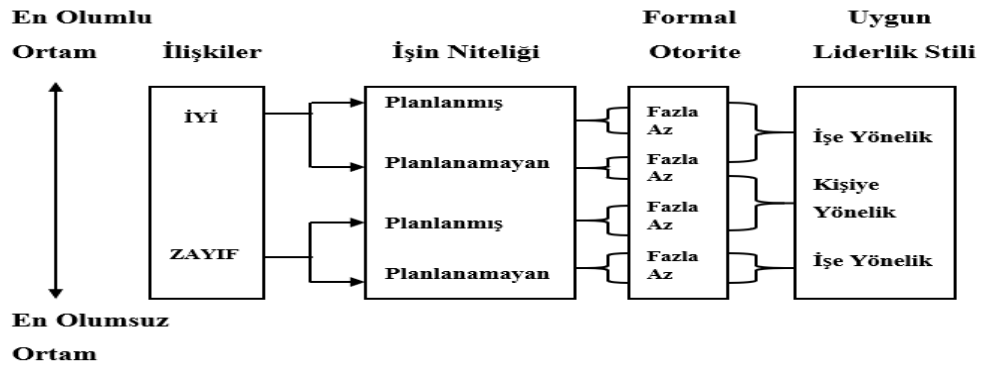 En Olumlu
Ortam
İlişkiler
İşin Niteliği
Formal
Otorite
Uygun
Liderlik Stili
İYİ
ZAYIF
Planlanmış
Planlanamayan
Planlanmış
Planlanamayan
Fazla
Az
Fazla
Az
Fazla
Az
Fazla
Az
İşe Yönelik
Kişiye
Yönelik
İşe Yönelik
En Olumsuz
Ortam